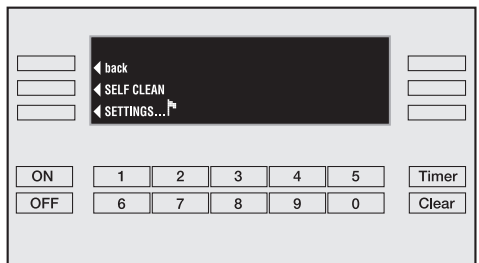 back
SELF CLEAN
SETTINGS...
ON 1 2 3 4 5 Timer
OFF 6 7 8 9 0 Clear